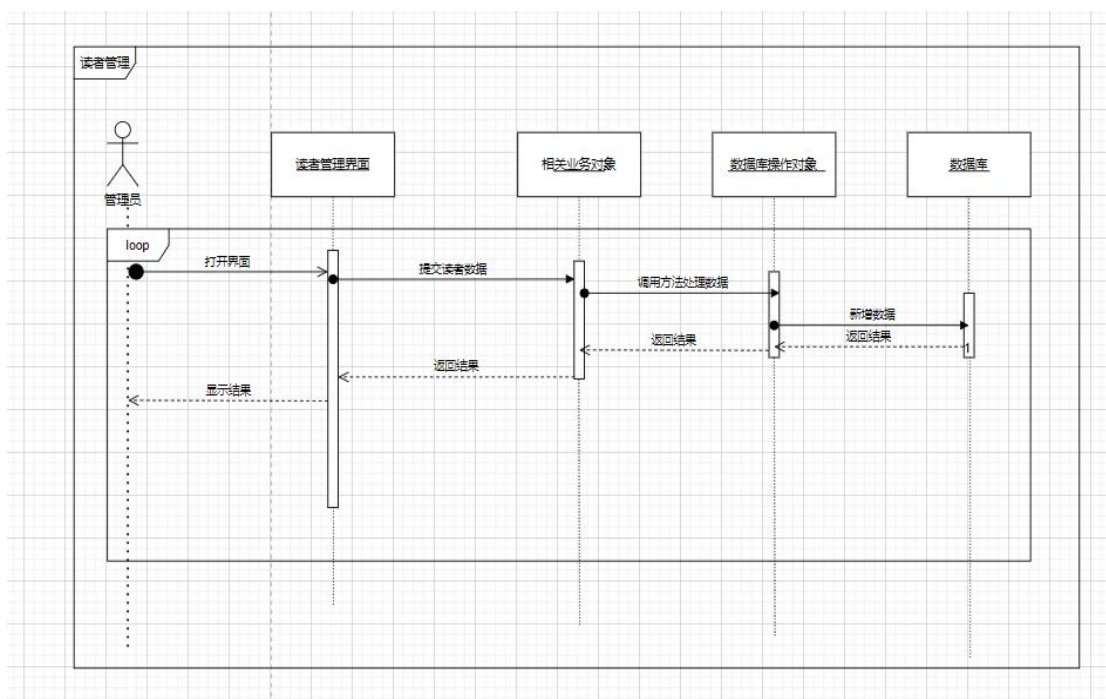 读者管理
管理员
读者管理界面
相关业务对象
数据库操作对象
数据库
loop
打开界面
提交读者数据
调用方法处理数据
新增数据
返回结果
1
返回结果
返回结果
显示结果